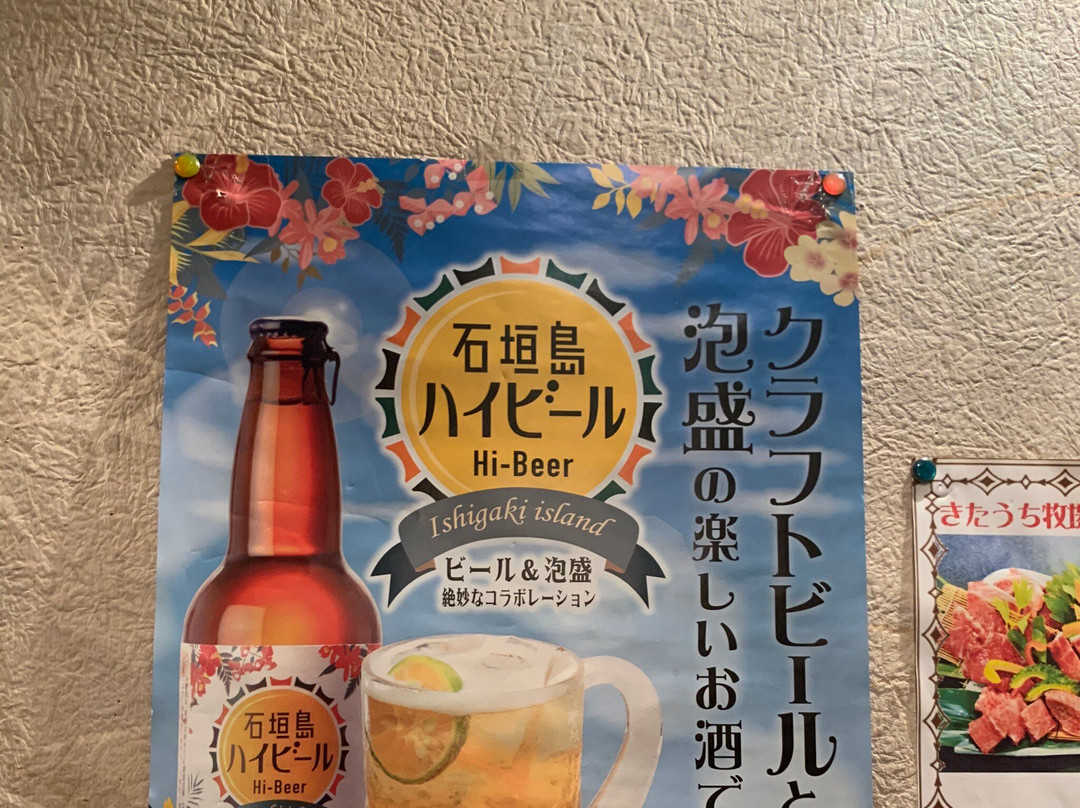 石垣島
ハイビール
Hi-Beer
Ishigaki island
ビール＆泡盛
絶妙なコラボレーション
クラフトビールと
泡盛の楽しいお酒で
石垣島
ハイビール
Hi-Beer
きたうち牧場